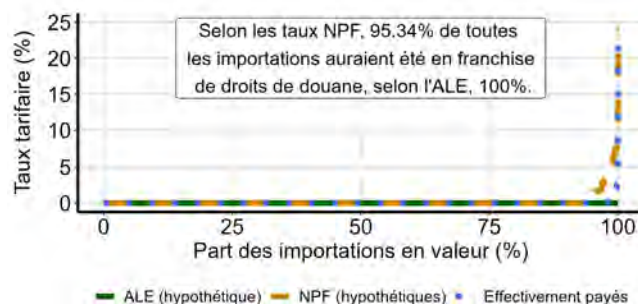 Selon les taux NPF, 95.34% de toutes
les importations auraient été en franchise
de droits de douane, selon l'ALE, 100%.
Taux tarifaire (%)
25
20
15
10
5
0
0 25 50 75 100
Part des importations en valeur (%)
ALE (hypothétique) NPF (hypothétiques) Effectivement payés